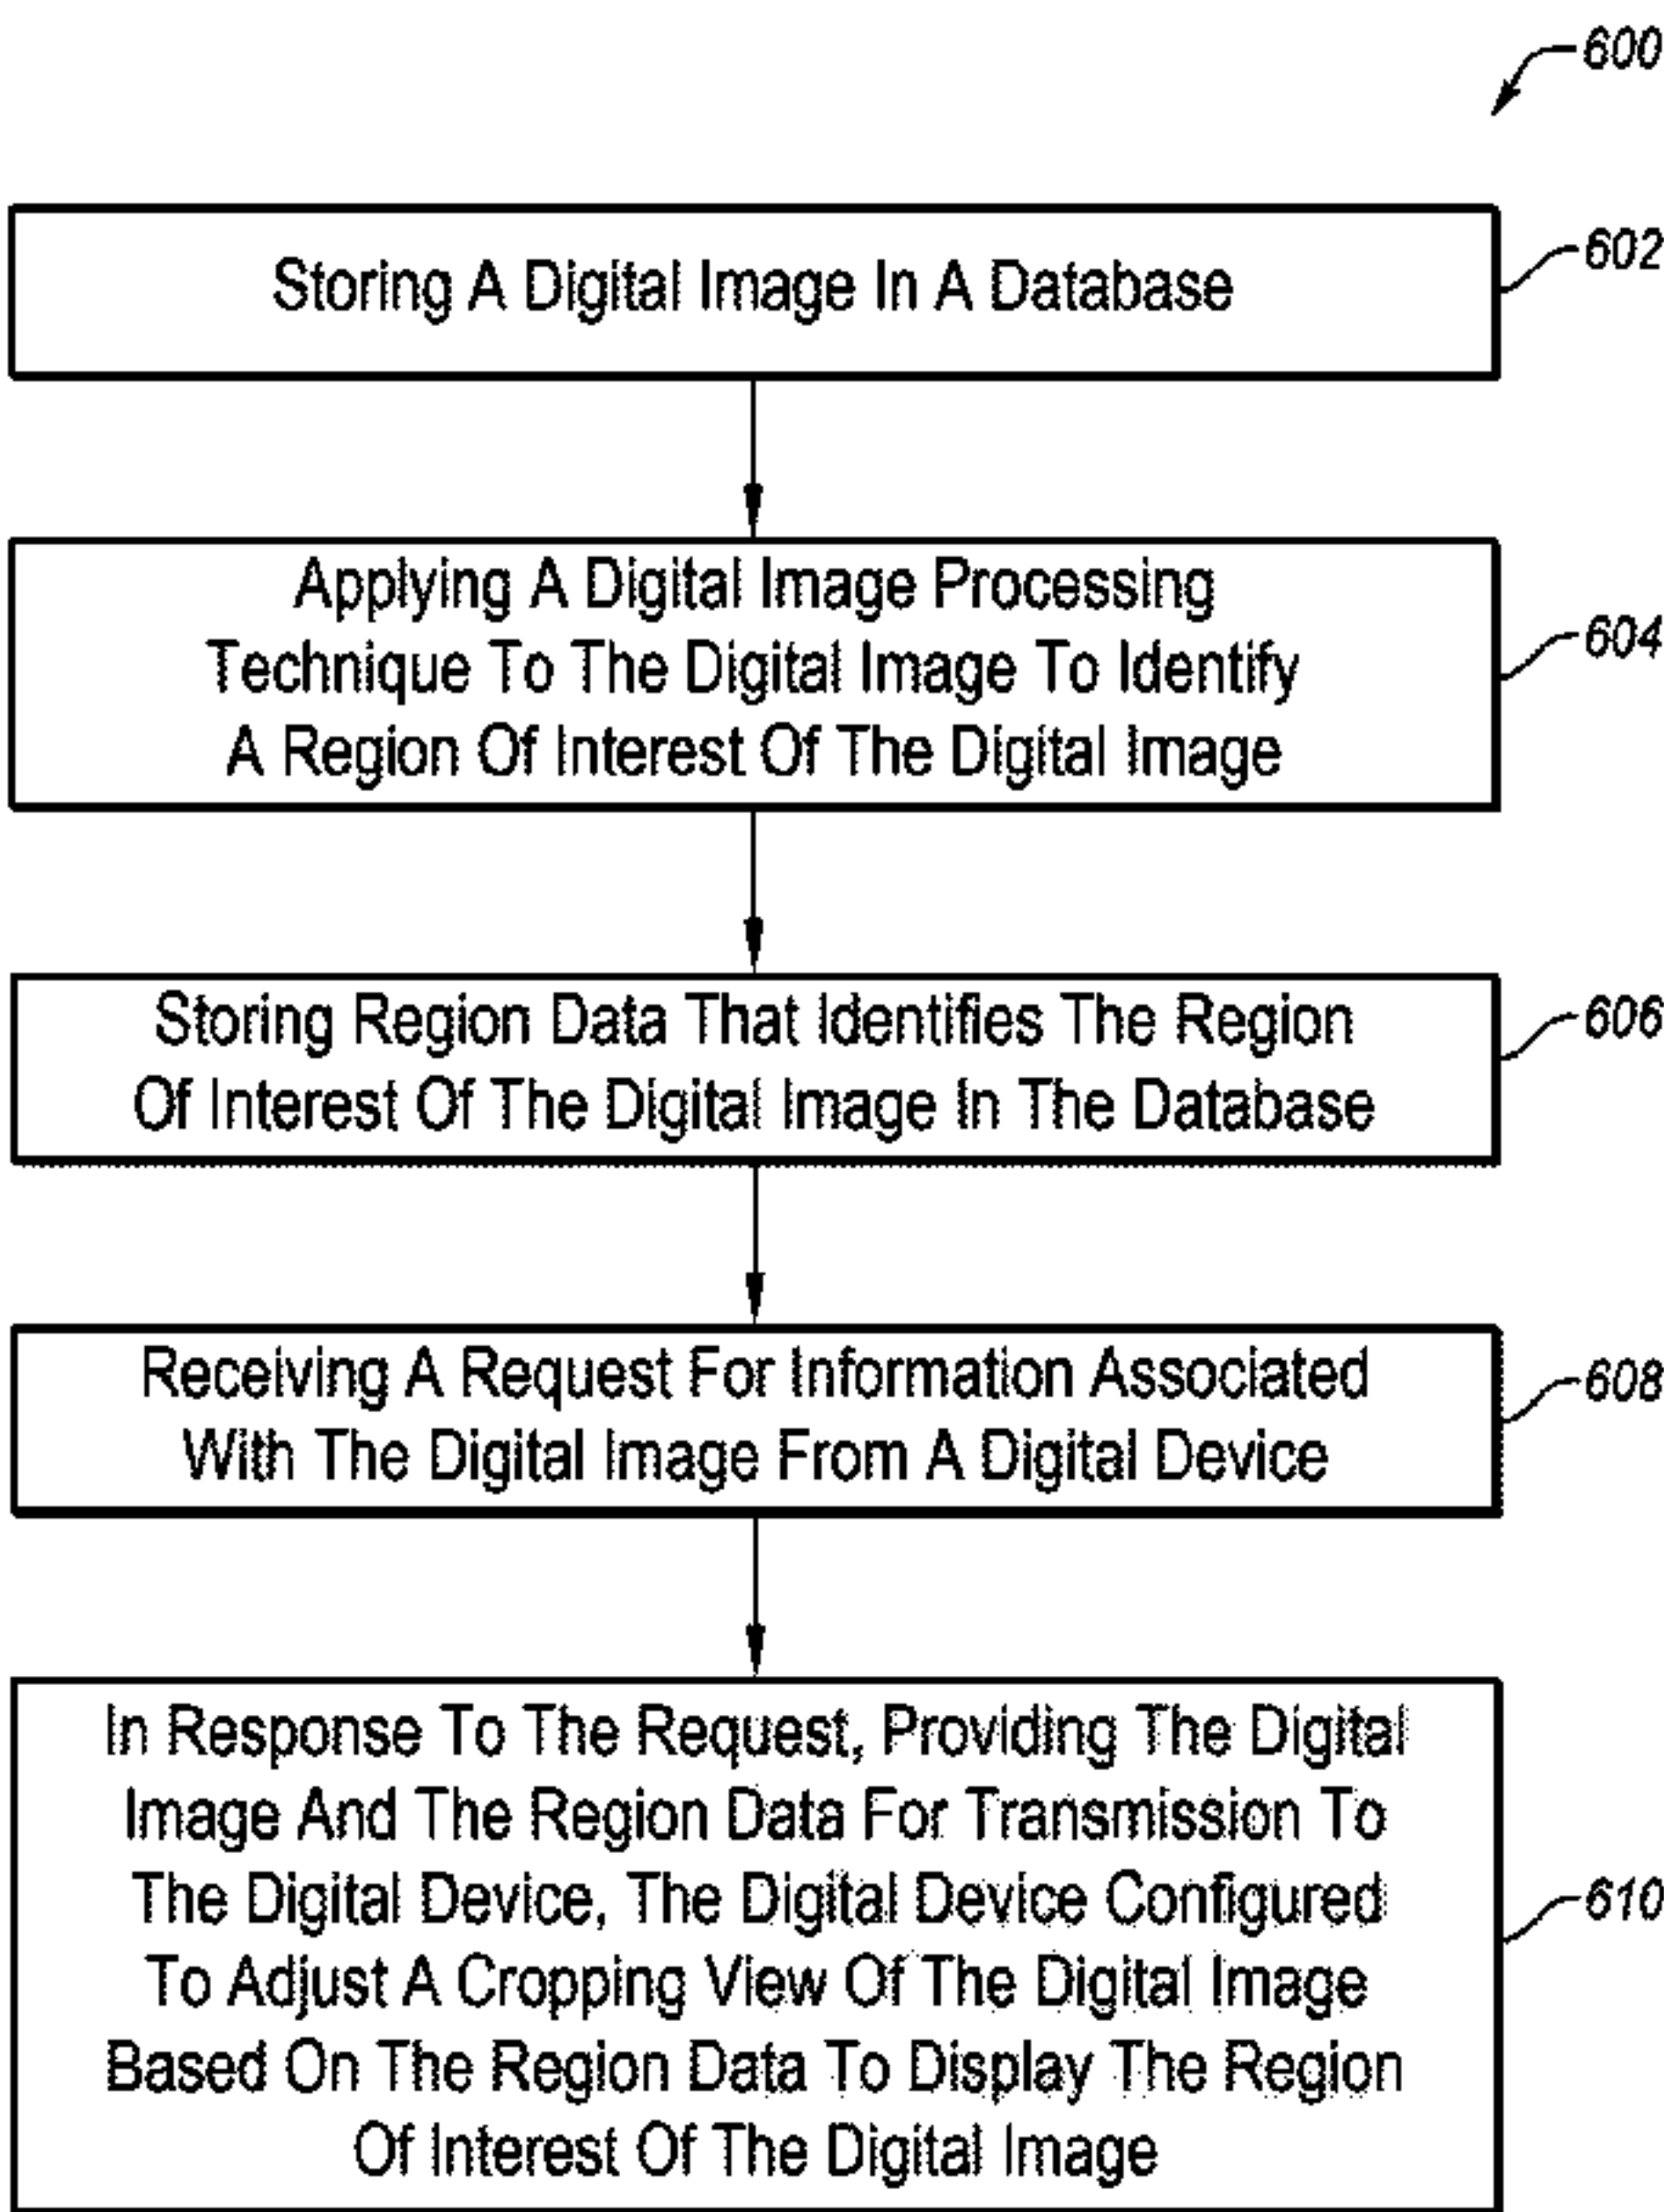 600
Storing A Digital Image In A Database
602
Applying A Digital Image Processing
Technique To The Digital Image To Identify
A Region Of Interest Of The Digital Image
604
Storing Region Data That Identifies The Region
Of Interest Of The Digital Image In The Database
606
Receiving A Request For Information Associated
With The Digital Image From A Digital Device
608
In Response To The Request, Providing The Digital
Image And The Region Data For Transmission To
The Digital Device, The Digital Device Configured
To Adjust A Cropping View Of The Digital Image
Based On The Region Data To Display The Region
Of Interest Of The Digital Image
610